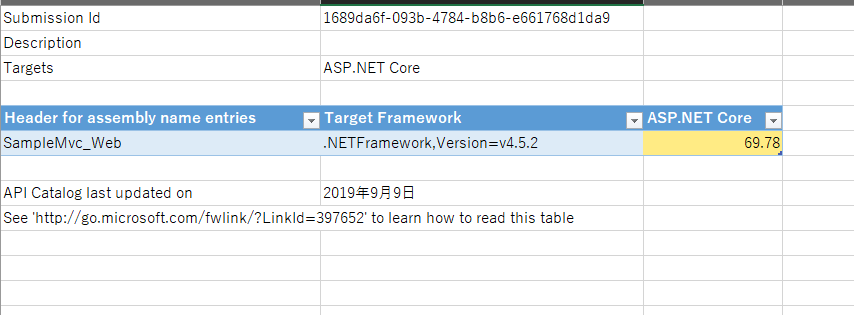 Submission Id 1689da6f-093b-4784-b8b6-e661768d1da9
Description
Targets ASP.NET Core
Header for assembly name entries Target Framework ASP.NET Core
SampleMvc_Web .NETFramework,Version=v4.5.2 69.78
API Catalog last updated on 2019年9月9日
See 'http://go.microsoft.com/fwlink/?LinkId=397652' to learn how to read this table